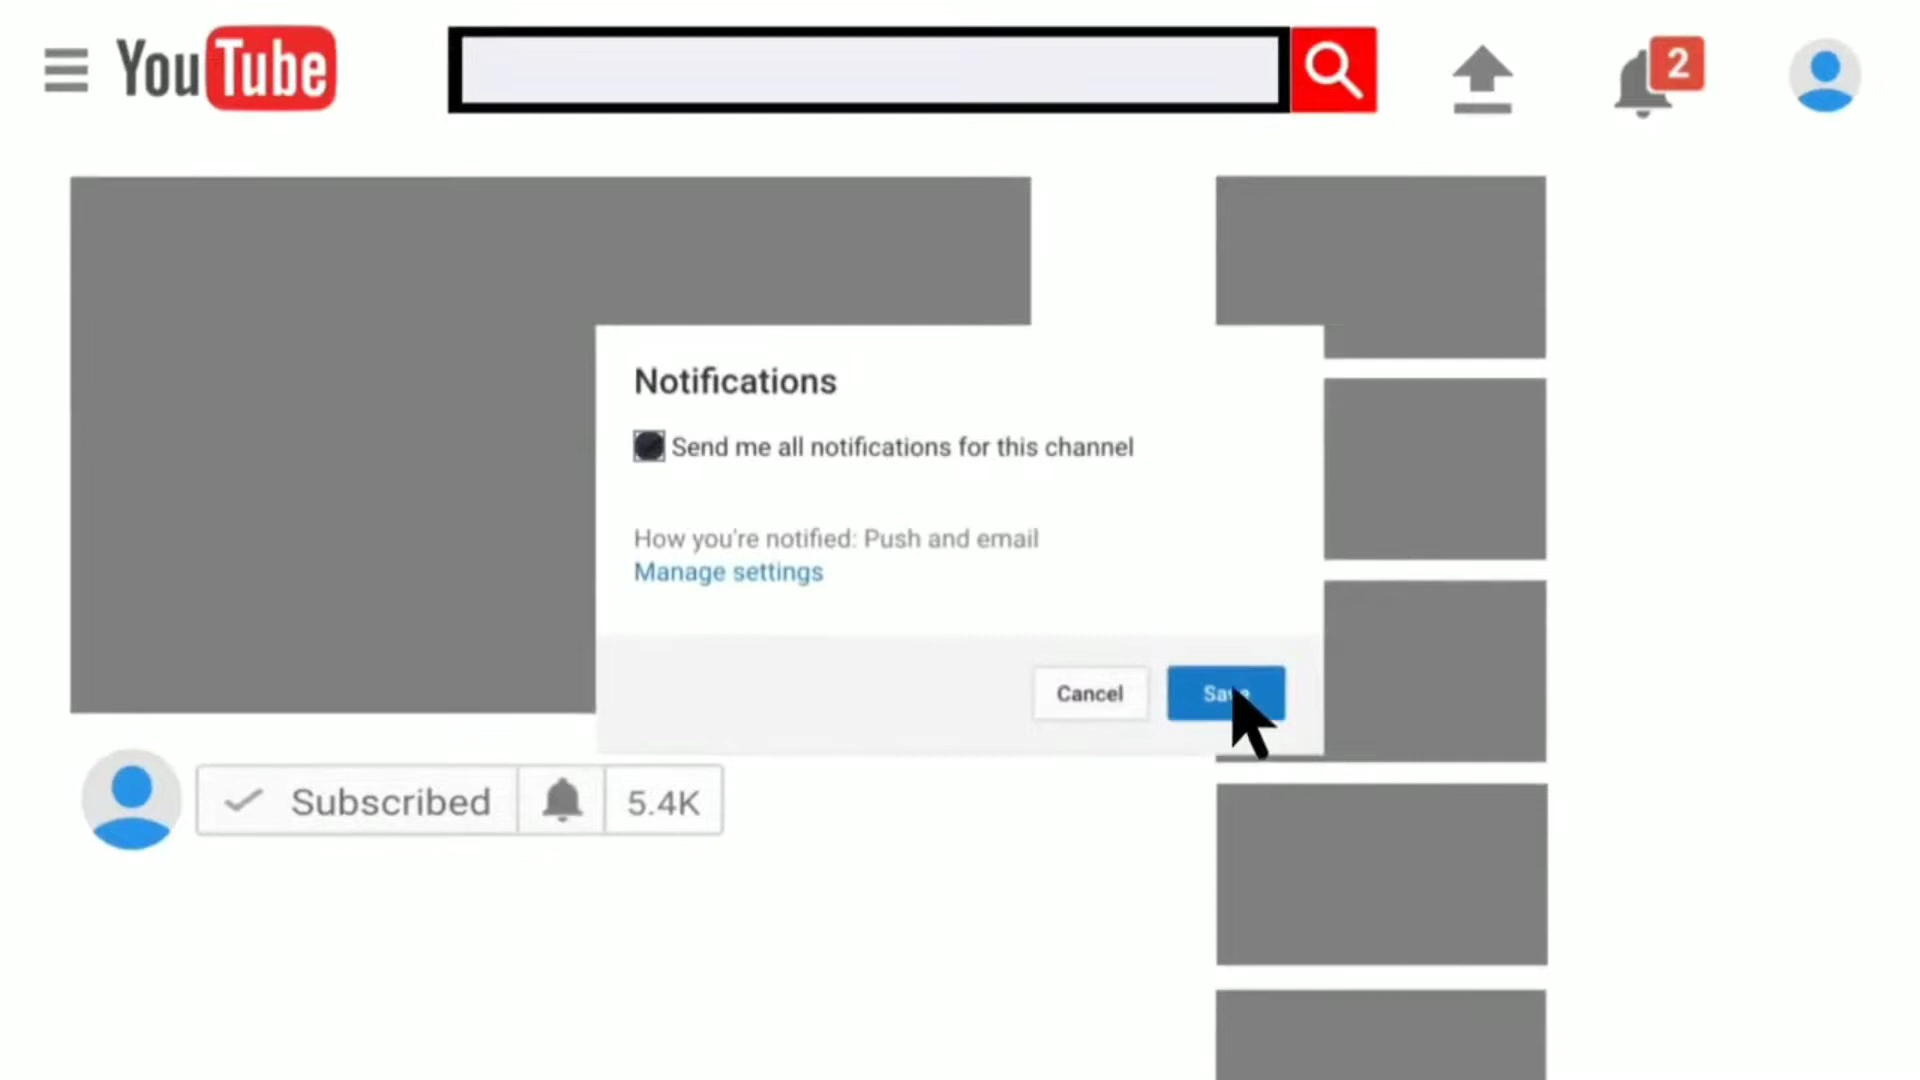 YouTube
2
Notifications
Send me all notifications for this channel
How you're notified: Push and email
Manage settings
Cancel
Save
Subscribed
5.4K